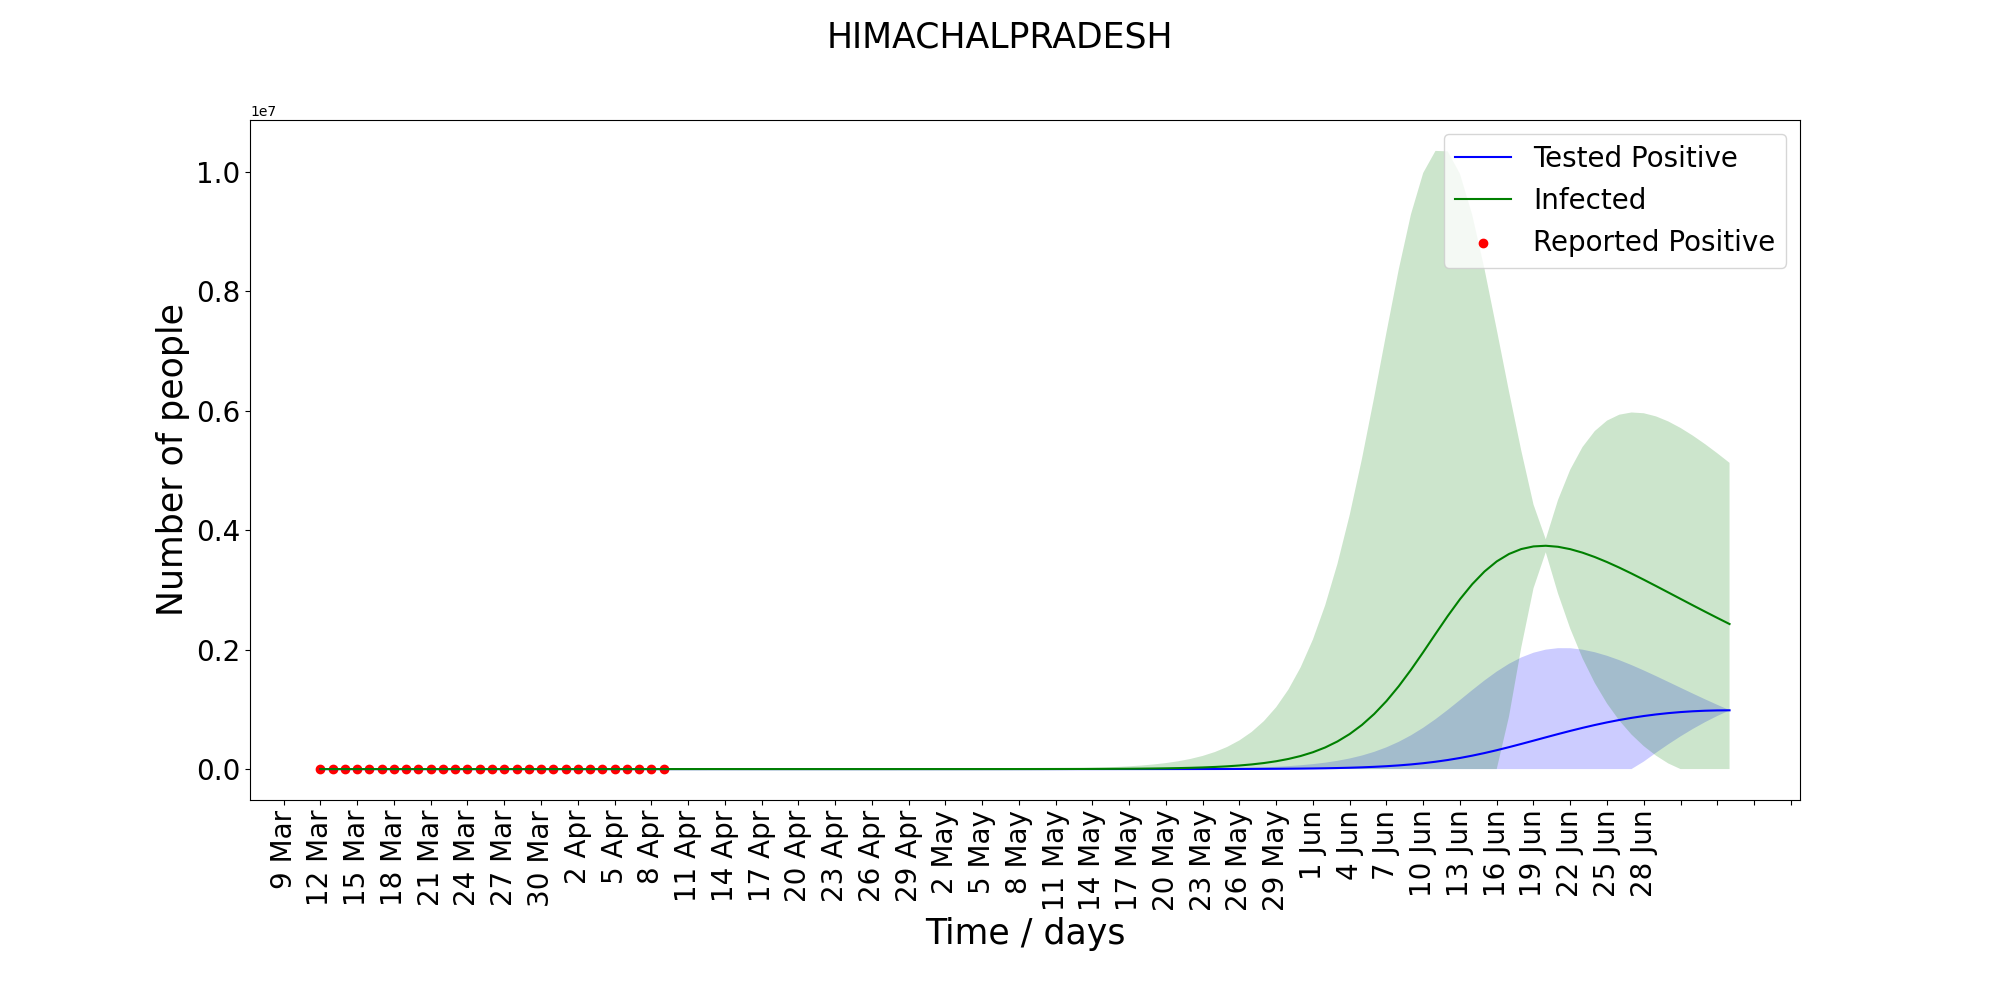 HIMACHALPRADESH
1e7
1.0
0.8
0.6
0.4
0.2
0.0
Number of people
Tested Positive
Infected
Reported Positive
9 Mar
12 Mar
15 Mar
18 Mar
21 Mar
24 Mar
27 Mar
30 Mar
2 Apr
5 Apr
8 Apr
11 Apr
14 Apr
17 Apr
20 Apr
23 Apr
26 Apr
29 Apr
2 May
5 May
8 May
11 May
14 May
17 May
20 May
23 May
26 May
29 May
1 Jun
4 Jun
7 Jun
10 Jun
13 Jun
16 Jun
19 Jun
22 Jun
25 Jun
28 Jun
Time / days